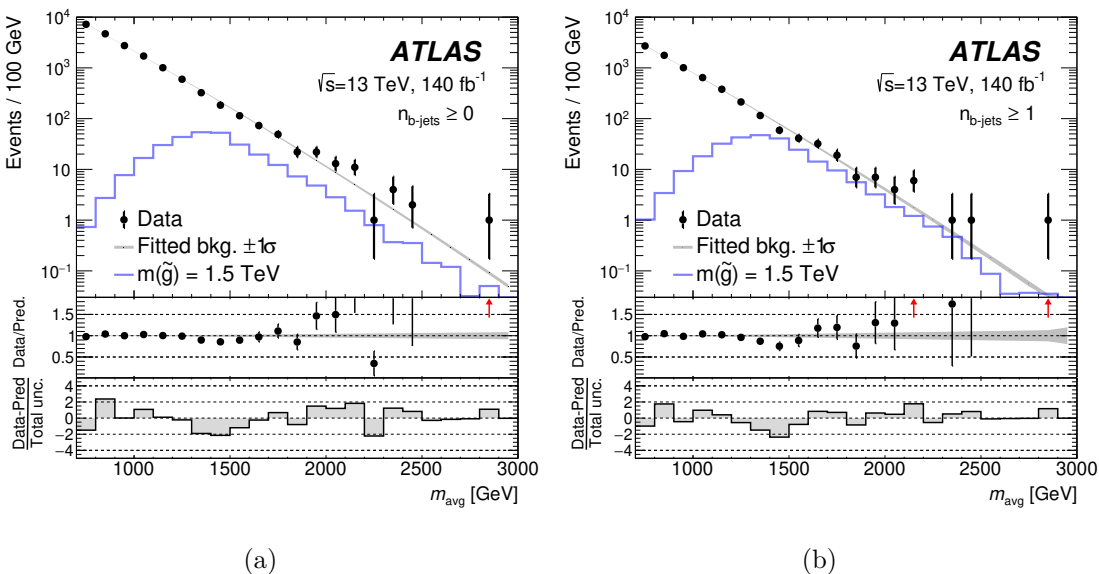 Events / 100 GeV
10⁴
10³
10²
10
1
10⁻¹
ATLAS
√s=13 TeV, 140 fb⁻¹
n_b-jets ≥ 0
Data
Fitted bkg. ±1σ
m(g̃) = 1.5 TeV
Data/Pred.
1.5
1
0.5
Data-Pred
Total unc.
4
2
0
−2
−4
1000 1500 2000 2500 3000
m_avg [GeV]
(a)
Events / 100 GeV
10⁴
10³
10²
10
1
10⁻¹
ATLAS
√s=13 TeV, 140 fb⁻¹
n_b-jets ≥ 1
Data
Fitted bkg. ±1σ
m(g̃) = 1.5 TeV
Data/Pred.
1.5
1
0.5
Data-Pred
Total unc.
4
2
0
−2
−4
1000 1500 2000 2500 3000
m_avg [GeV]
(b)